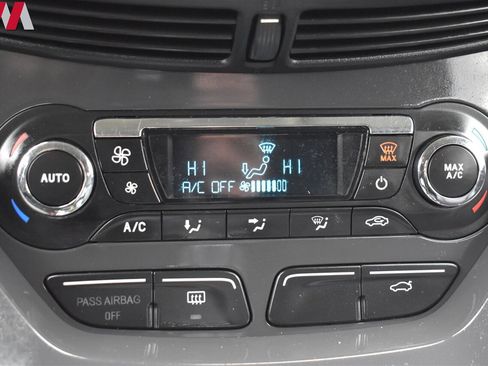 HI HI
A/C OFF
AUTO
MAX
MAX
A/C
A/C
PASS AIRBAG
OFF